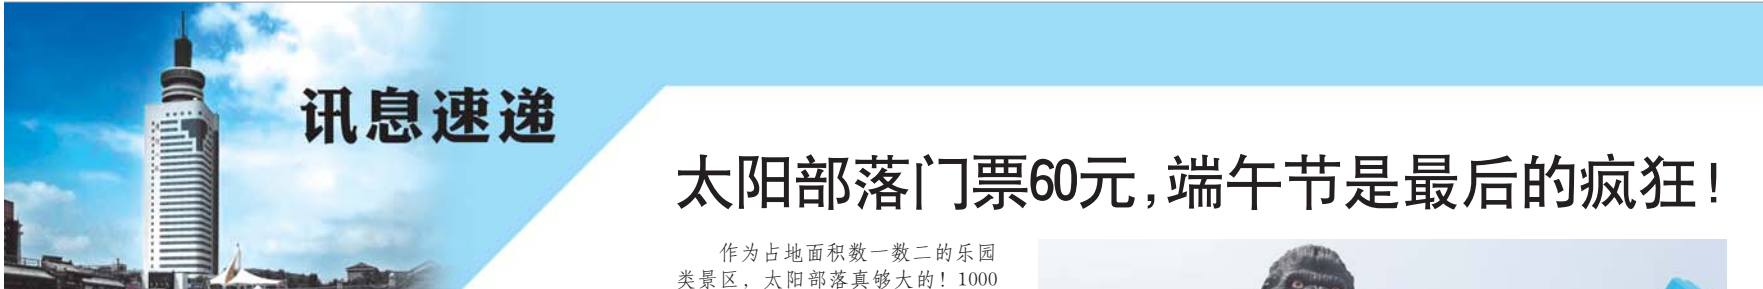 讯息速递
太阳部落门票60元,端午节是最后的疯狂!
作为占地面积数一数二的乐园
类景区，太阳部落真够大的！1000